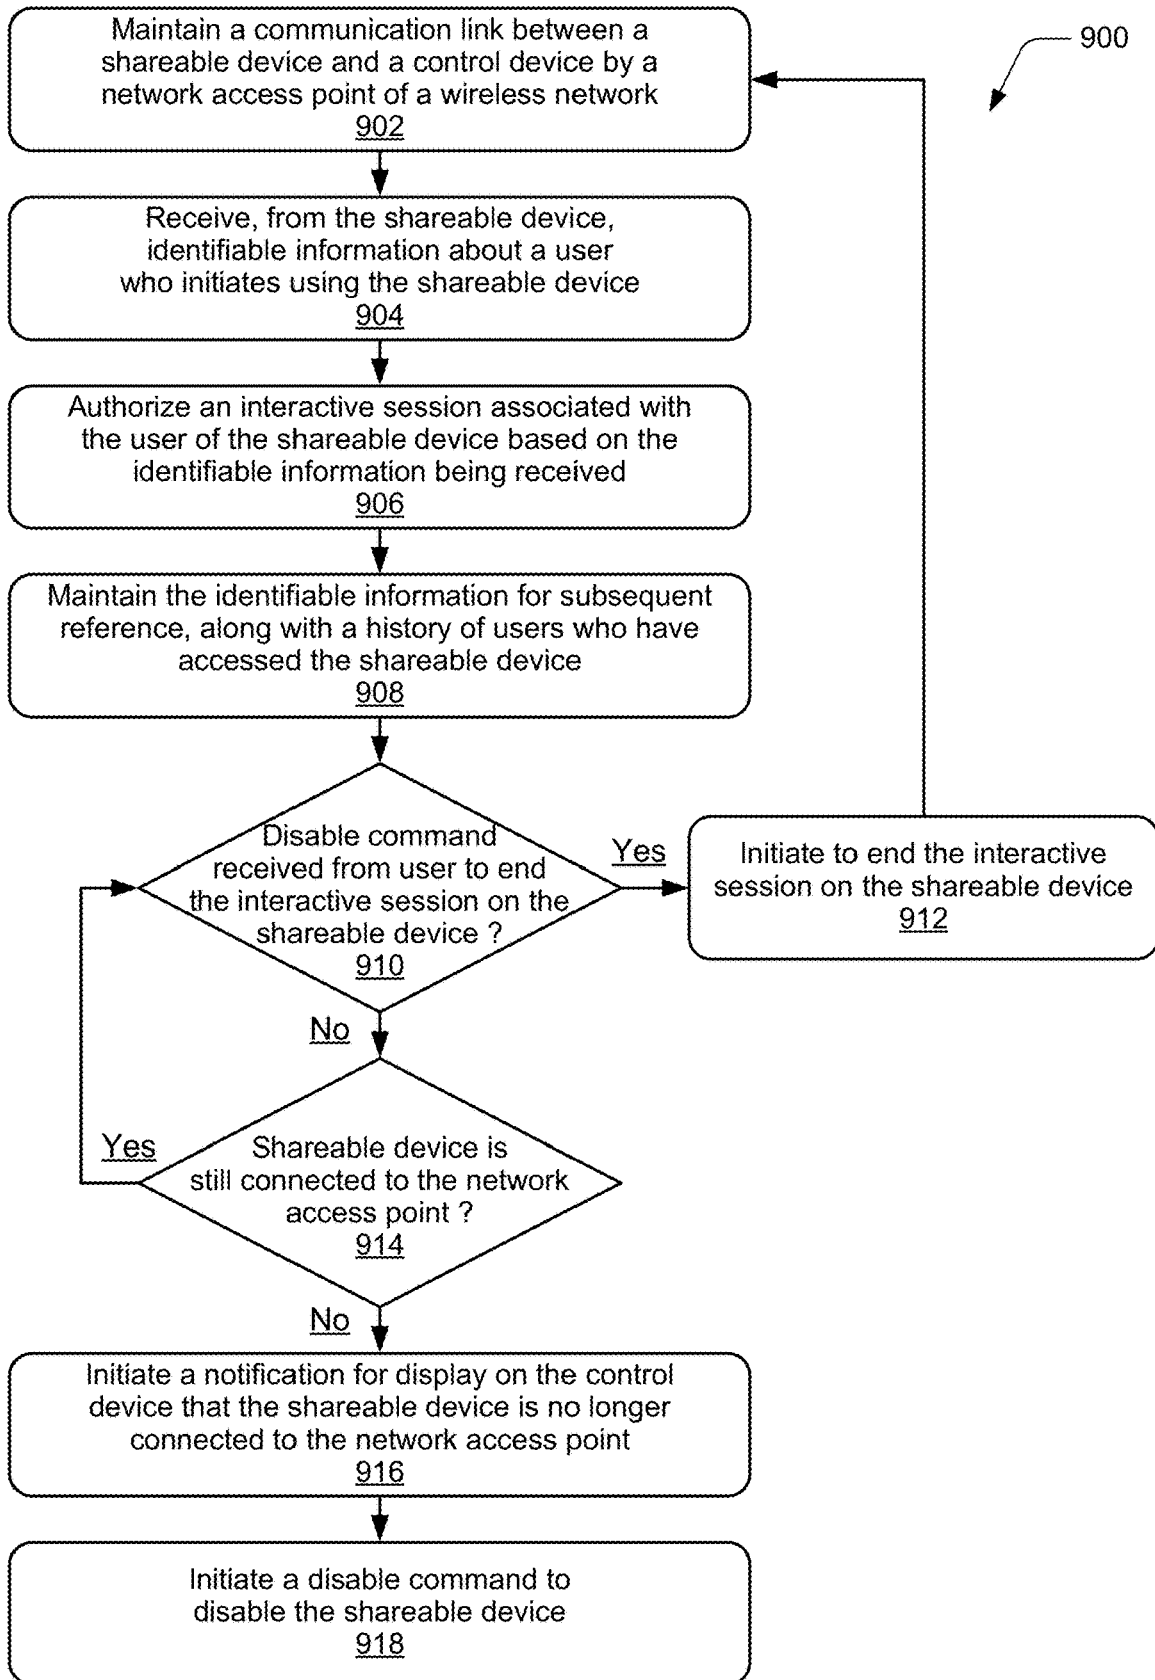 Maintain a communication link between a
shareable device and a control device by a
network access point of a wireless network
902
900
Receive, from the shareable device,
identifiable information about a user
who initiates using the shareable device
904
Authorize an interactive session associated with
the user of the shareable device based on the
identifiable information being received
906
Maintain the identifiable information for subsequent
reference, along with a history of users who have
accessed the shareable device
908
Disable command
received from user to end
the interactive session on the
shareable device ?
910
Yes
Initiate to end the interactive
session on the shareable device
912
No
Yes
Shareable device is
still connected to the network
access point ?
914
No
Initiate a notification for display on the control
device that the shareable device is no longer
connected to the network access point
916
Initiate a disable command to
disable the shareable device
918